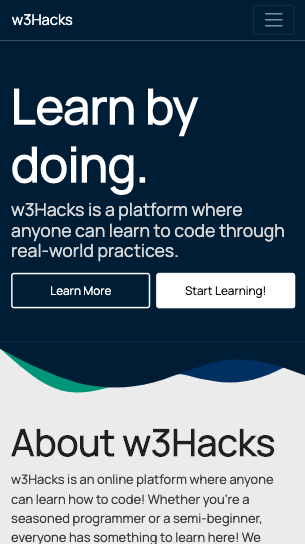 w3Hacks
Learn by
doing.
w3Hacks is a platform where
anyone can learn to code through
real-world practices.
Learn More
Start Learning!
About w3Hacks
w3Hacks is an online platform where anyone
can learn how to code! Whether you're a
seasoned programmer or a semi-beginner,
everyone has something to learn here! We